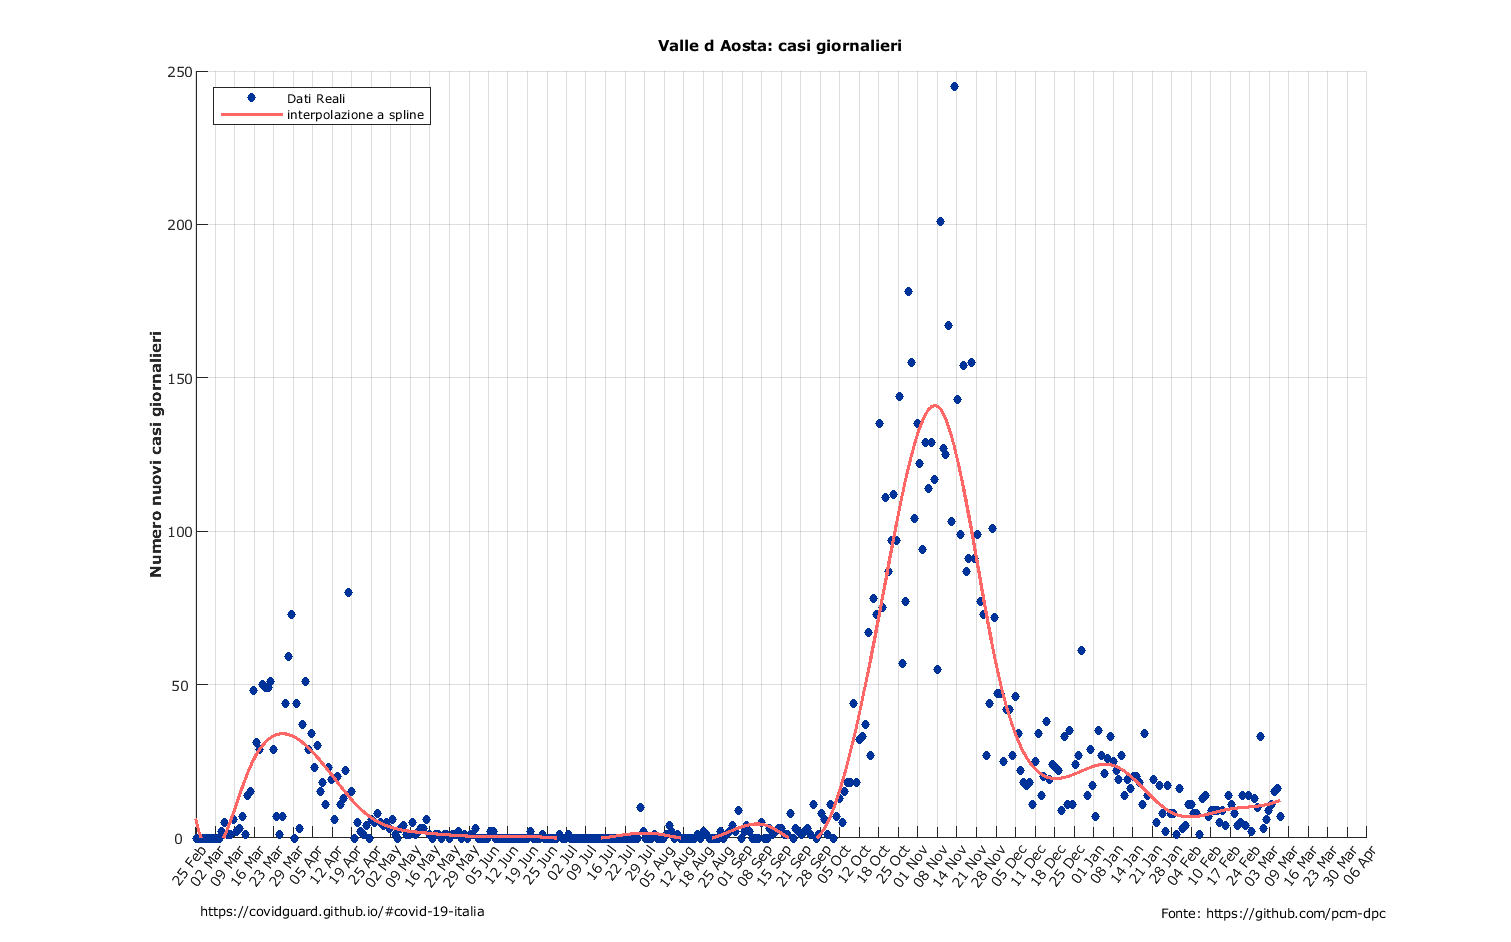 Valle d Aosta: casi giornalieri
250
200
150
100
50
0
Numero nuovi casi giornalieri
Dati Reali
interpolazione a spline
25 Feb
02 Mar
09 Mar
16 Mar
23 Mar
29 Mar
05 Apr
12 Apr
19 Apr
25 Apr
02 May
09 May
16 May
22 May
29 May
05 Jun
12 Jun
19 Jun
25 Jun
02 Jul
09 Jul
16 Jul
22 Jul
29 Jul
05 Aug
12 Aug
18 Aug
25 Aug
01 Sep
08 Sep
15 Sep
21 Sep
28 Sep
05 Oct
12 Oct
18 Oct
25 Oct
01 Nov
08 Nov
14 Nov
21 Nov
28 Nov
05 Dec
11 Dec
18 Dec
25 Dec
01 Jan
08 Jan
14 Jan
21 Jan
28 Jan
04 Feb
10 Feb
17 Feb
24 Feb
03 Mar
09 Mar
16 Mar
23 Mar
30 Mar
06 Apr
https://covidguard.github.io/#covid-19-italia
Fonte: https://github.com/pcm-dpc